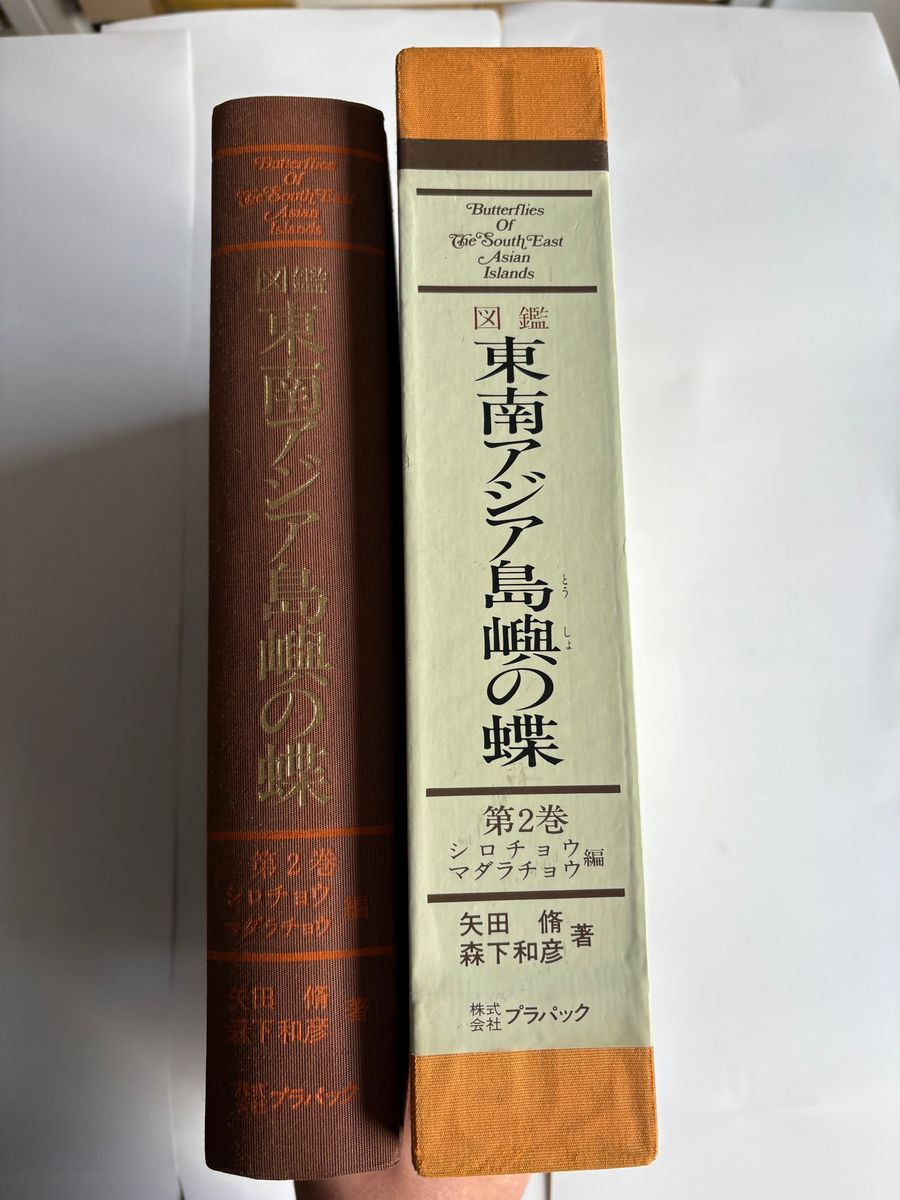 Butterflies
Of
The South East
Asian
Islands
図鑑
東南アジア島嶼の蝶
第2巻
シロチョウ
マダラチョウ
編
矢田 脩
森下和彦
著
株式
会社
プラパック
Butterflies
Of
The South East
Asian
Islands
図鑑
東南アジア島嶼の蝶
とう
しょ
第2巻
シロチョウ
マダラチョウ
編
矢田 脩
森下和彦
著
株式
会社
プラパック